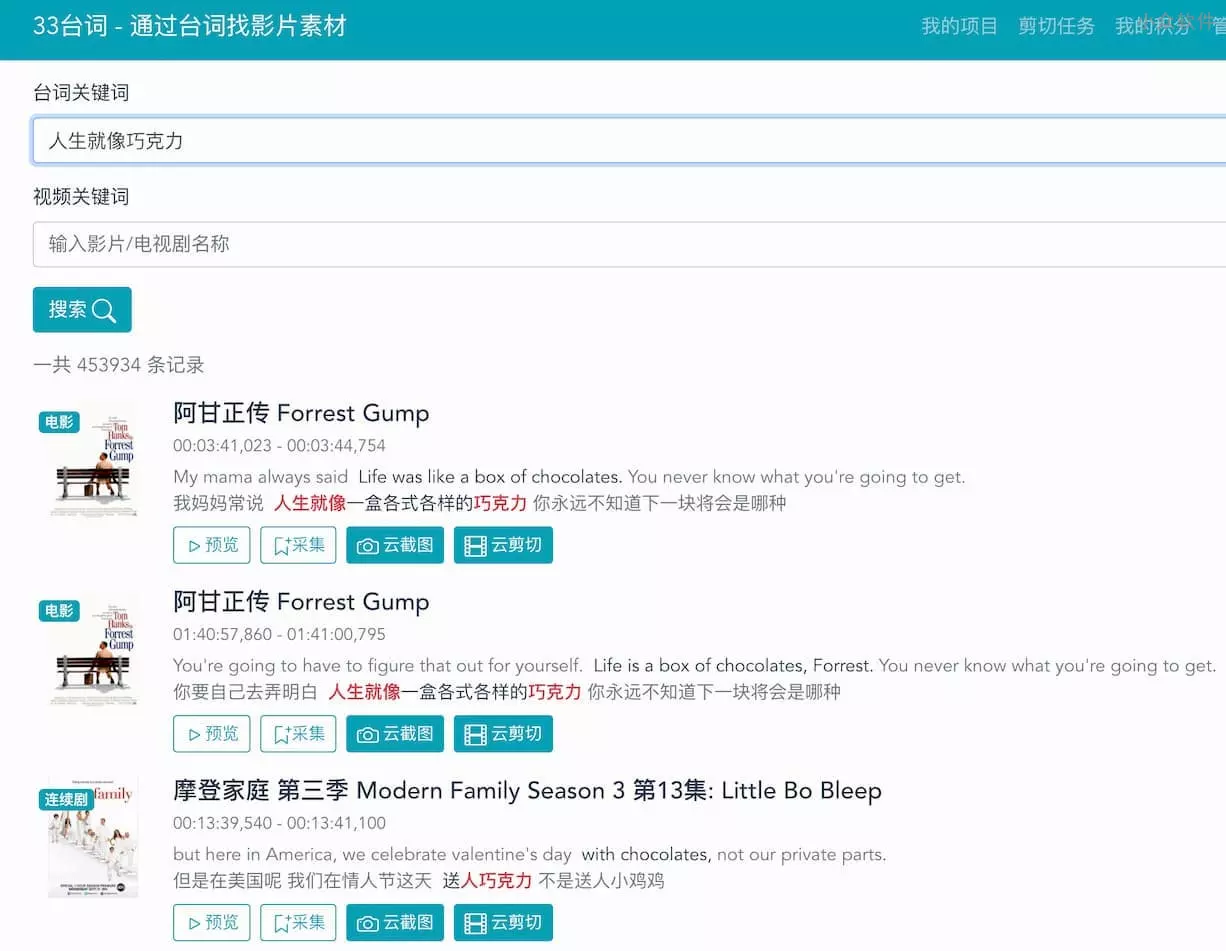 33台词 - 通过台词找影片素材
我的项目 剪切任务 我的积分
小众软件
台词关键词
人生就像巧克力
视频关键词
输入影片/电视剧名称
搜索
一共 453934 条记录
电影
Tom Hanks is Forrest Gump
阿甘正传 Forrest Gump
00:03:41,023 - 00:03:44,754
My mama always said Life was like a box of chocolates. You never know what you're going to get.
我妈妈常说 人生就像一盒各式各样的巧克力 你永远不知道下一块将会是哪种
预览 采集 云截图 云剪切
电影
Tom Hanks is Forrest Gump
阿甘正传 Forrest Gump
01:40:57,860 - 01:41:00,795
You're going to have to figure that out for yourself. Life is a box of chocolates, Forrest. You never know what you're going to get.
你要自己去弄明白 人生就像一盒各式各样的巧克力 你永远不知道下一块将会是哪种
预览 采集 云截图 云剪切
连续剧
family
摩登家庭 第三季 Modern Family Season 3 第13集: Little Bo Bleep
00:13:39,540 - 00:13:41,100
but here in America, we celebrate valentine's day with chocolates, not our private parts.
但是在美国呢 我们在情人节这天 送人巧克力 不是送人小鸡鸡
预览 采集 云截图 云剪切